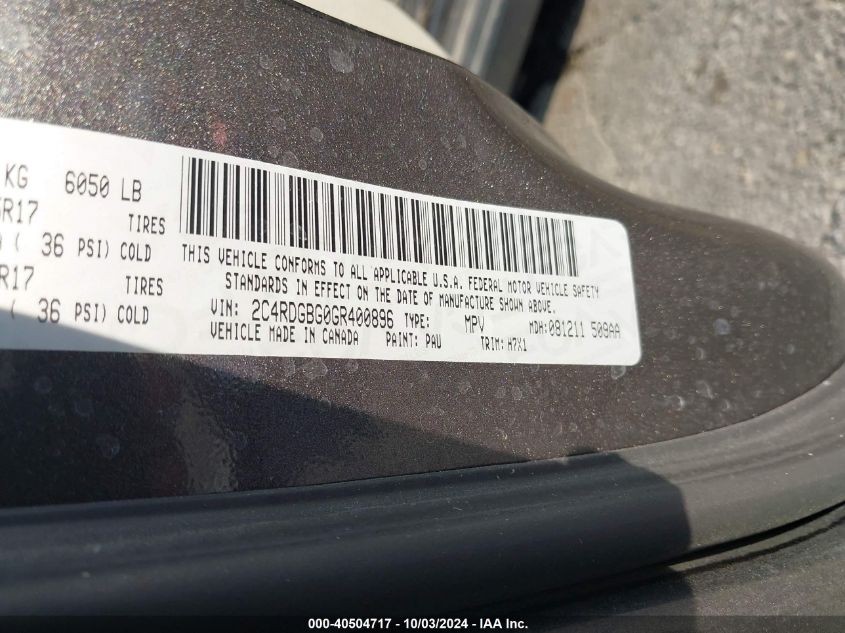 KG 6050 LB
R17 TIRES
( 36 PSI) COLD
R17 TIRES
( 36 PSI) COLD
THIS VEHICLE CONFORMS TO ALL APPLICABLE U.S.A. FEDERAL MOTOR VEHICLE SAFETY
STANDARDS IN EFFECT ON THE DATE OF MANUFACTURE SHOWN ABOVE.
VIN: 2C4RDGBG0GR400896 TYPE: MPV MDH: 091211 509AA
VEHICLE MADE IN CANADA PAINT: PAU TRIM: H7X1
000-40504717 - 10/03/2024 - IAA Inc.